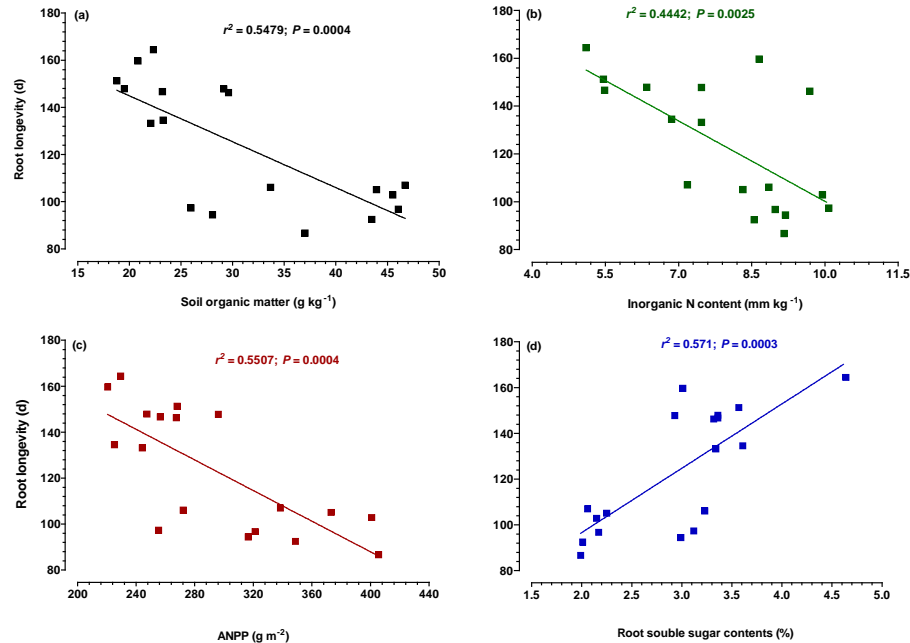 (a)
r² = 0.5479; P = 0.0004
Root longevity (d)
180
160
140
120
100
80
15 20 25 30 35 40 45 50
Soil organic matter (g kg⁻¹)
(b)
r² = 0.4442; P = 0.0025
180
160
140
120
100
80
4.0 5.5 7.0 8.5 10.0 11.5
Inorganic N content (mm kg⁻¹)
(c)
r² = 0.5507; P = 0.0004
Root longevity (d)
180
160
140
120
100
80
200 240 280 320 360 400 440
ANPP (g m⁻²)
(d)
r² = 0.571; P = 0.0003
180
160
140
120
100
80
1.5 2.0 2.5 3.0 3.5 4.0 4.5 5.0
Root souble sugar contents (%)